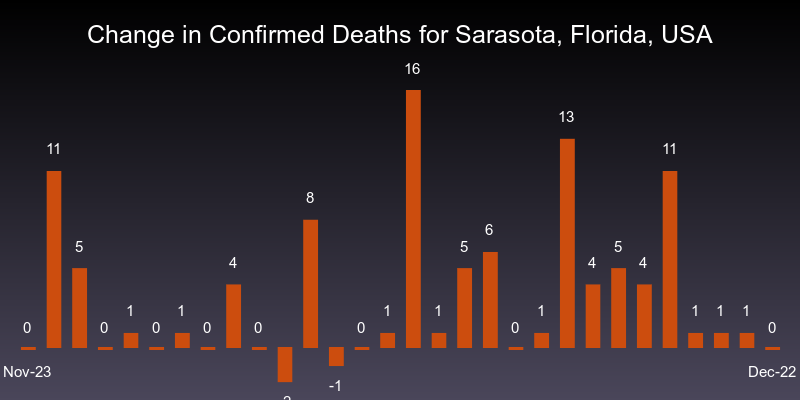 Change in Confirmed Deaths for Sarasota, Florida, USA
16
13
11 11
8
6
5 5 5
4 4 4
1 1 1 1 1 1 1 1
0 0 0 0 0 0 0 0
-1
Nov-23 Dec-22